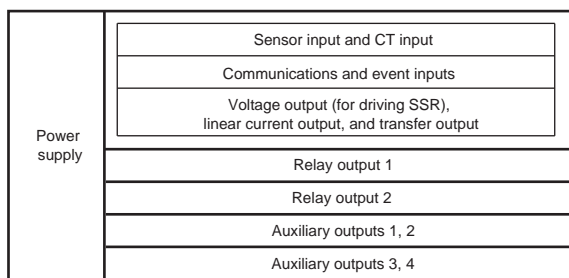 Power
supply
Sensor input and CT input
Communications and event inputs
Voltage output (for driving SSR),
linear current output, and transfer output
Relay output 1
Relay output 2
Auxiliary outputs 1, 2
Auxiliary outputs 3, 4